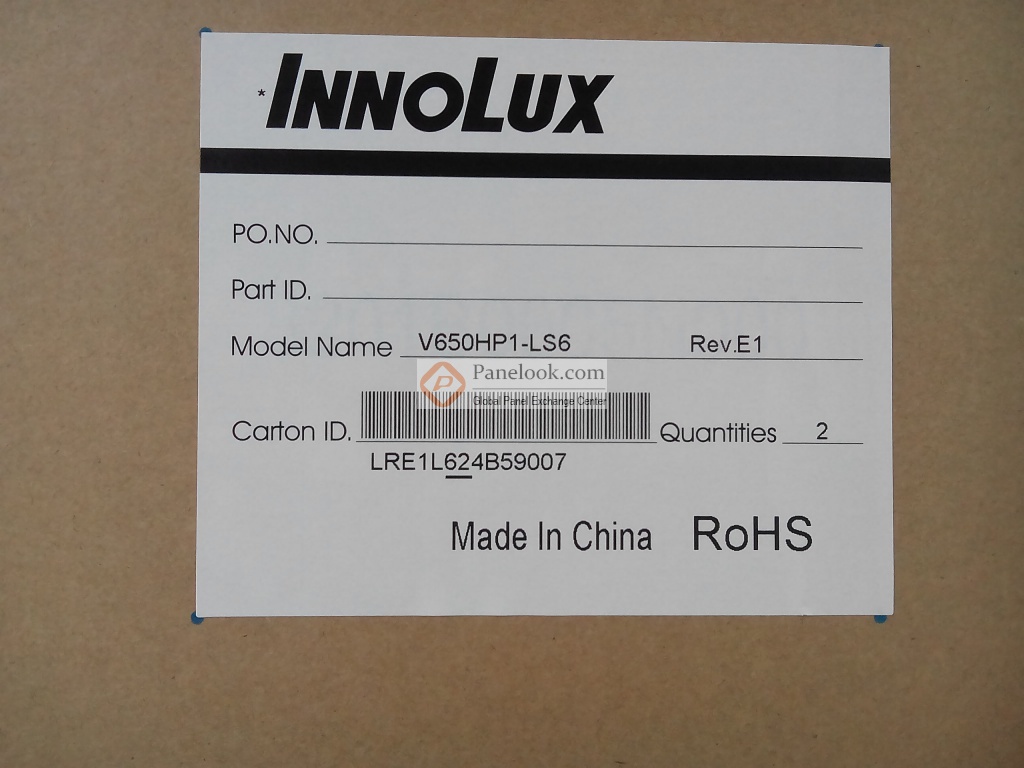 *INNOLUX
PO.NO.
Part ID.
Model Name V650HP1-LS6 Rev.E1
Panelook.com
Global Panel Exchange Center
Carton ID. Quantities 2
LRE1L624B59007
Made In China RoHS